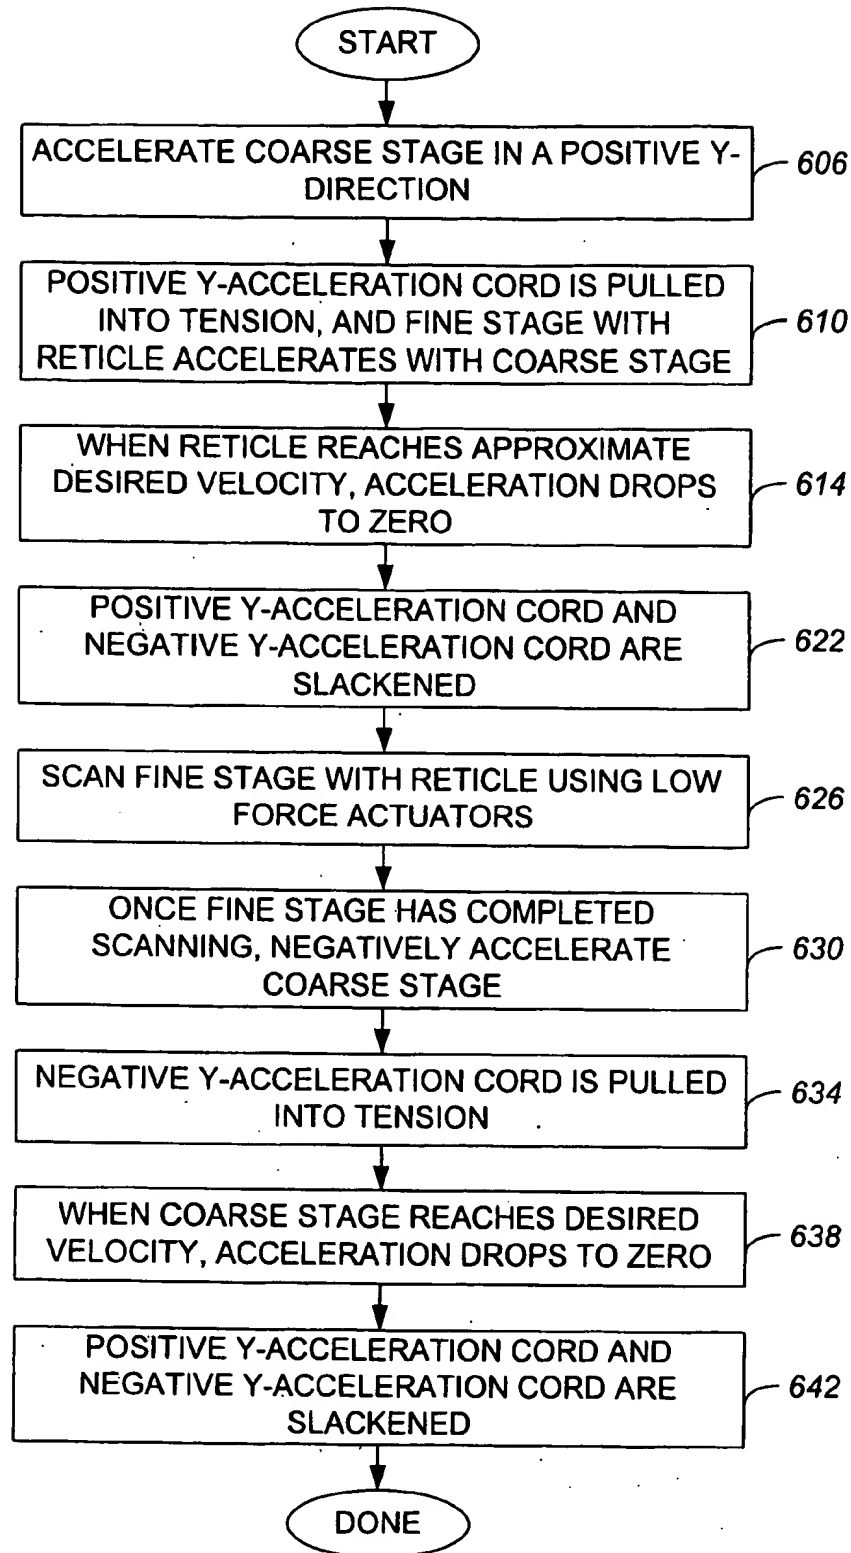 START
ACCELERATE COARSE STAGE IN A POSITIVE Y-
DIRECTION
606
POSITIVE Y-ACCELERATION CORD IS PULLED
INTO TENSION, AND FINE STAGE WITH
RETICLE ACCELERATES WITH COARSE STAGE
610
WHEN RETICLE REACHES APPROXIMATE
DESIRED VELOCITY, ACCELERATION DROPS
TO ZERO
614
POSITIVE Y-ACCELERATION CORD AND
NEGATIVE Y-ACCELERATION CORD ARE
SLACKENED
622
SCAN FINE STAGE WITH RETICLE USING LOW
FORCE ACTUATORS
626
ONCE FINE STAGE HAS COMPLETED
SCANNING, NEGATIVELY ACCELERATE
COARSE STAGE
630
NEGATIVE Y-ACCELERATION CORD IS PULLED
INTO TENSION
634
WHEN COARSE STAGE REACHES DESIRED
VELOCITY, ACCELERATION DROPS TO ZERO
638
POSITIVE Y-ACCELERATION CORD AND
NEGATIVE Y-ACCELERATION CORD ARE
SLACKENED
642
DONE